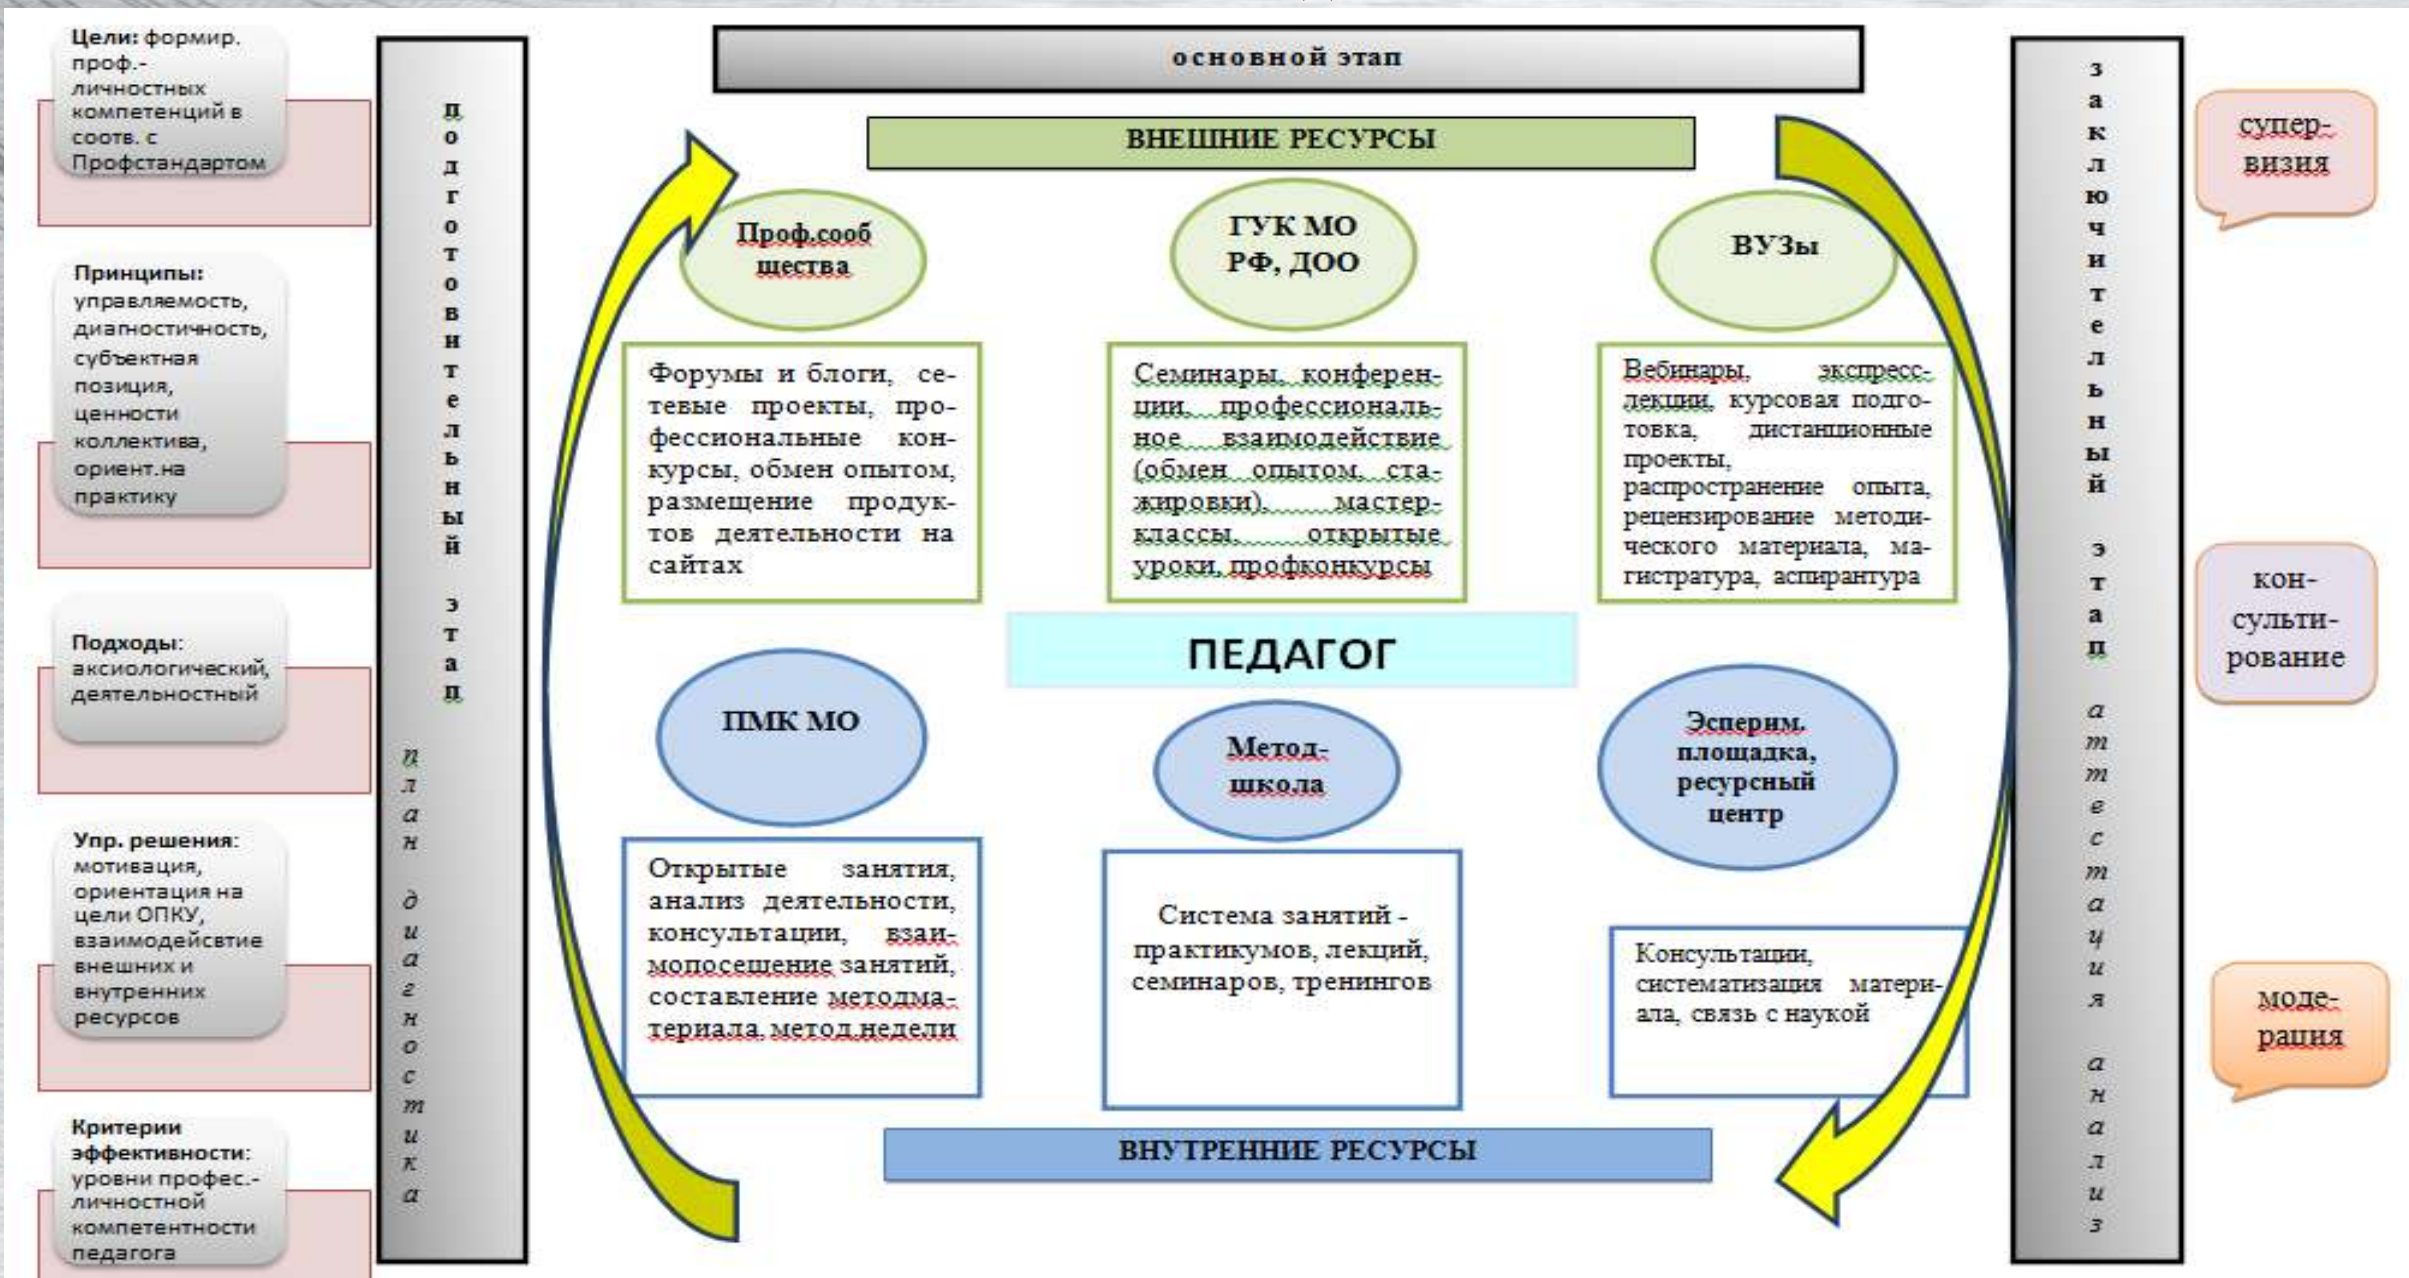 Цели: формир.
проф.-
личностных
компетенций в
соотв. с
Профстандартом
Принципы:
управляемость,
диагностичность,
субъектная
позиция,
ценности
коллектива,
ориент.на
практику
Подходы:
аксиологический,
деятельностный
Упр. решения:
мотивация,
ориентация на
цели ОПКУ,
взаимодейсвтие
внешних и
внутренних
ресурсов
Критерии
эффективности:
уровни профес.-
личностной
компетентности
педагога
подготовительный этап
план диагностика
основной этап
ВНЕШНИЕ РЕСУРСЫ
Проф.сооб
щества
Форумы и блоги, се-
тевые проекты, про-
фессиональные кон-
курсы, обмен опытом,
размещение продук-
тов деятельности на
сайтах
ГУК МО
РФ, ДОО
Семинары, конферен-
ции, профессиональ-
ное взаимодействие
(обмен опытом, ста-
жировки), мастер-
классы, открытые
уроки, профконкурсы
ВУЗы
Вебинары, экспресс-
лекции, курсовая подго-
товка, дистанционные
проекты,
распространение опыта,
рецензирование методи-
ческого материала, ма-
гистратура, аспирантура
ПЕДАГОГ
ПМК МО
Открытые занятия,
анализ деятельности,
консультации, взаи-
мопосещение занятий,
составление методма-
териала, метод.недели
Метод-
школа
Система занятий -
практикумов, лекций,
семинаров, тренингов
Эсперим.
площадка,
ресурсный
центр
Консультации,
систематизация матери-
ала, связь с наукой
ВНУТРЕННИЕ РЕСУРСЫ
заключительный этап аттестация анализ
супер-
визия
кон-
сульти-
рование
моде-
рация